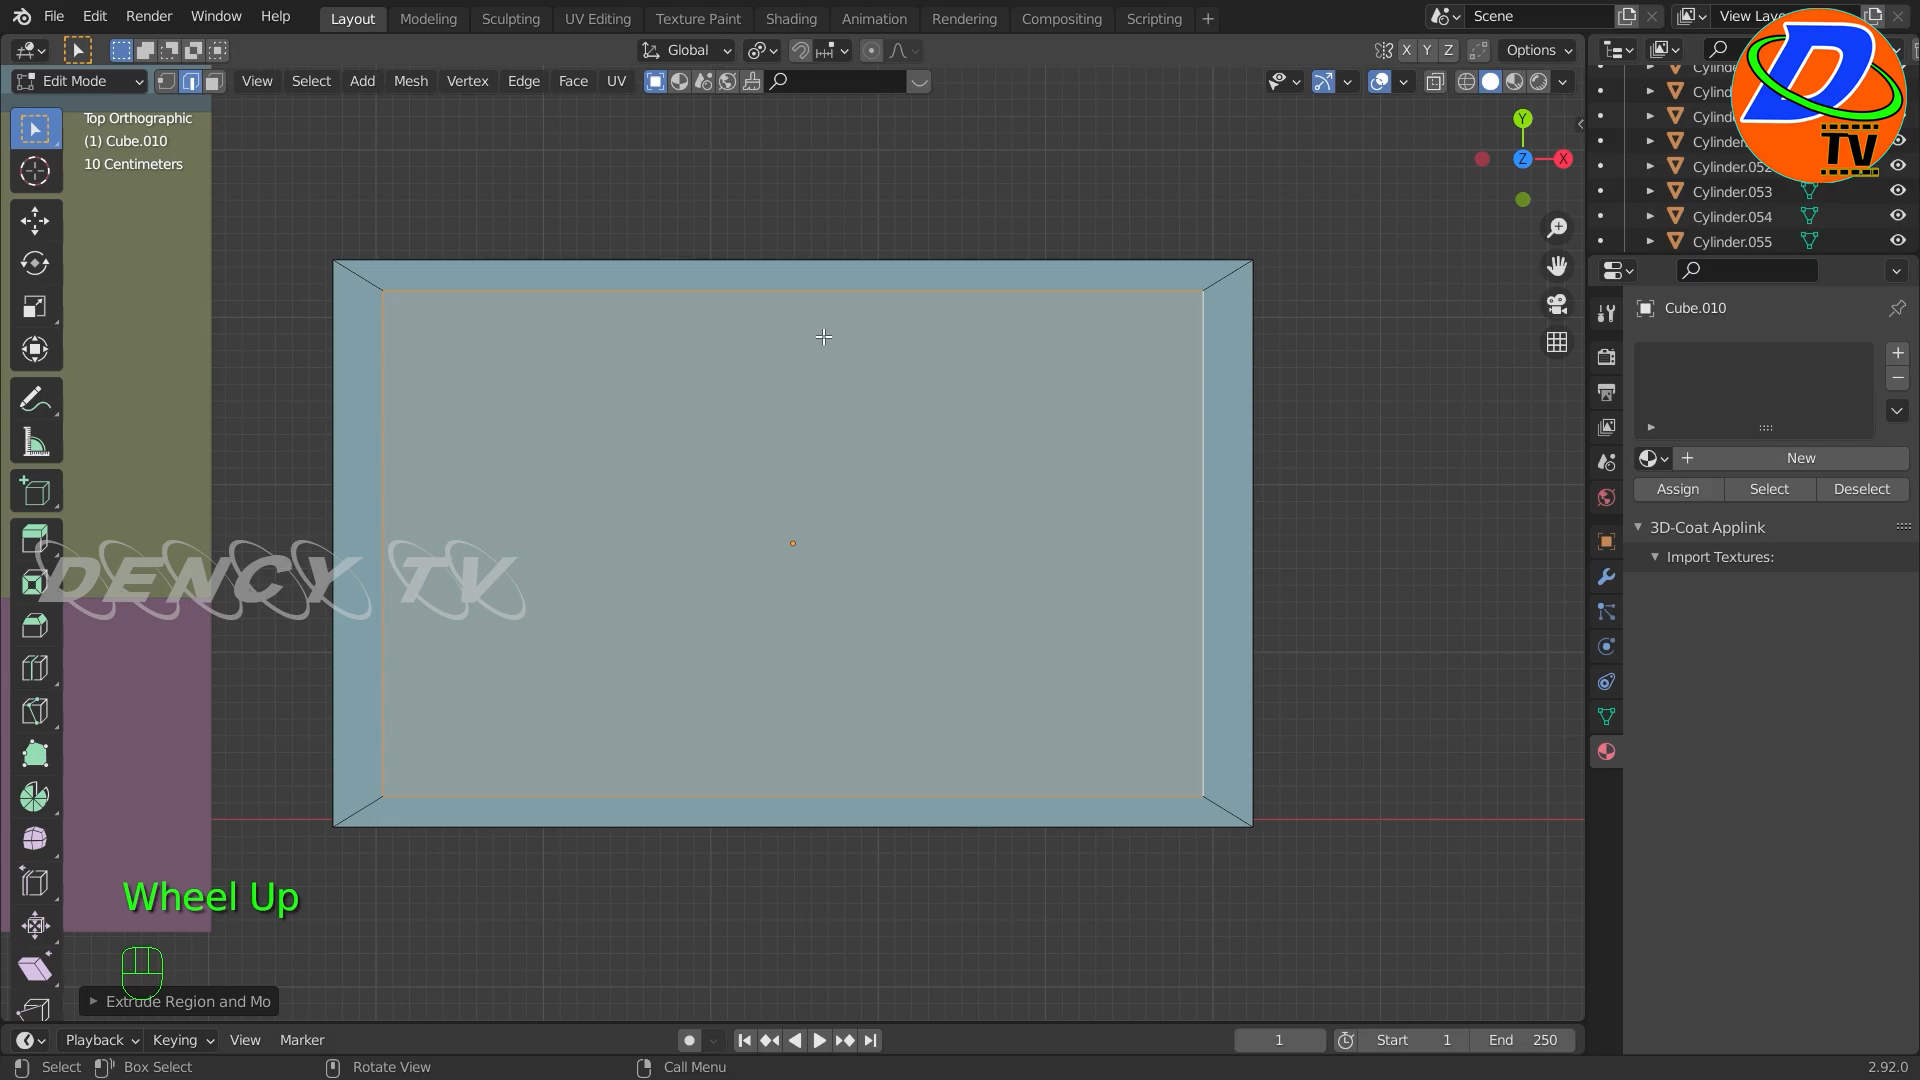 File Edit Render Window Help Layout Modeling Sculpting UV Editing Texture Paint Shading Animation Rendering Compositing Scripting + Scene
Global X Y Z Options
Edit Mode View Select Add Mesh Vertex Edge Face UV
Top Orthographic
(1) Cube.010
10 Centimeters
Y
Z X
D
TV
Cylinder.053
Cylinder.054
Cylinder.055
Cube.010
New
Assign Select Deselect
3D-Coat Applink
Import Textures:
DENCY TV
Wheel Up
Extrude Region and Mo
Playback Keying View Marker 1 Start 1 End 250
Select Box Select Rotate View Call Menu 2.92.0